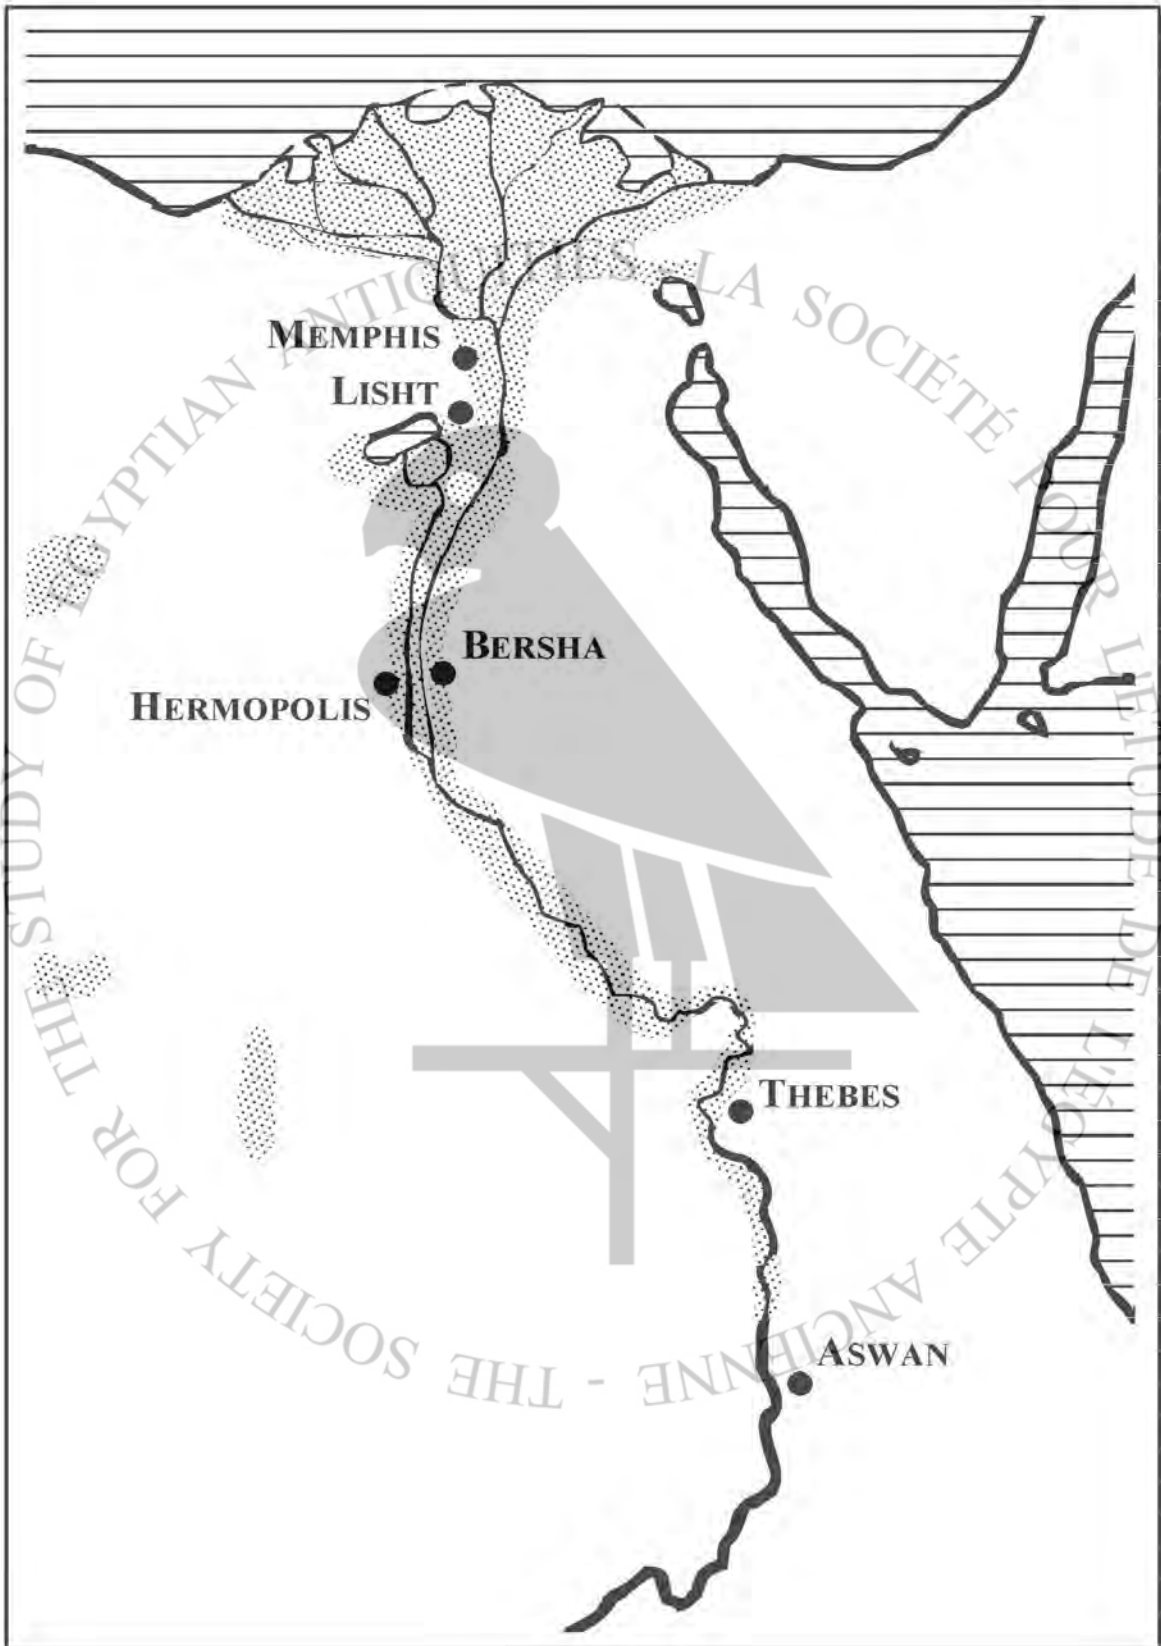 MEMPHIS
LISHT
BERSHA
HERMOPOLIS
THEBES
ASWAN
THE SOCIETY FOR THE STUDY OF EGYPTIAN ANTIQUITIES - LA SOCIÉTÉ POUR L'ÉTUDE DE L'ÉGYPTE ANCIENNE -